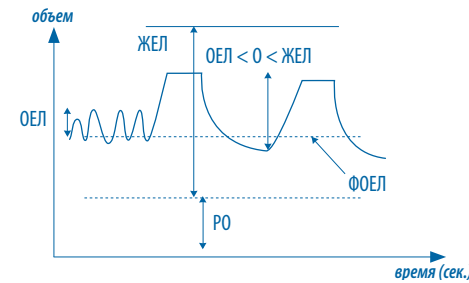 объем
ЖЕЛ
ОЕЛ < О < ЖЕЛ
ОЕЛ
ФОЕЛ
РО
время (сек.)